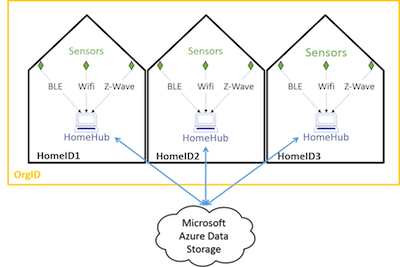 Sensors
Sensors
Sensors
BLE Wifi Z-Wave
BLE Wifi Z-Wave
BLE Wifi Z-Wave
HomeHub
HomeHub
HomeHub
HomeID1
HomeID2
HomeID3
OrgID
Microsoft
Azure Data
Storage